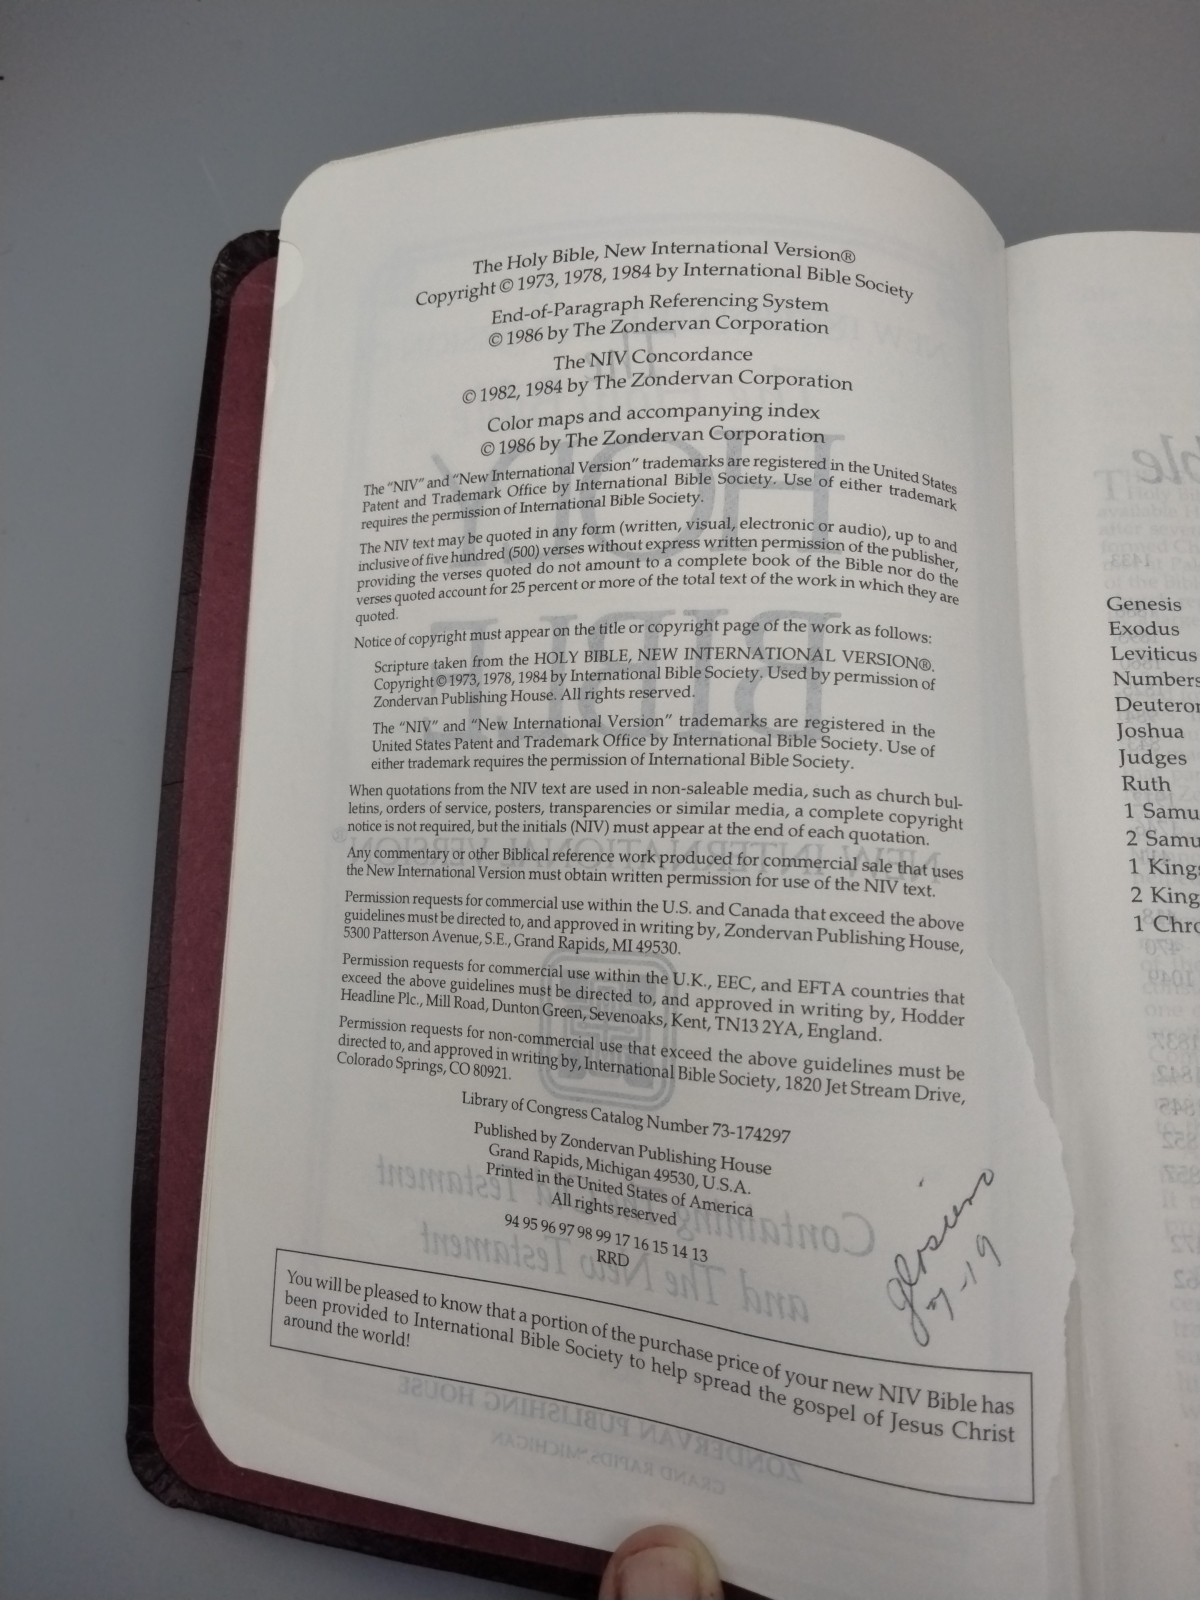 The Holy Bible, New International Version®
Copyright © 1973, 1978, 1984 by International Bible Society
End-of-Paragraph Referencing System
© 1986 by The Zondervan Corporation
The NIV Concordance
© 1982, 1984 by The Zondervan Corporation
Color maps and accompanying index
© 1986 by The Zondervan Corporation
The “NIV” and “New International Version” trademarks are registered in the United States
Patent and Trademark Office by International Bible Society. Use of either trademark
requires the permission of International Bible Society.
The NIV text may be quoted in any form (written, visual, electronic or audio), up to and
inclusive of five hundred (500) verses without express written permission of the publisher,
providing the verses quoted do not amount to a complete book of the Bible nor do the
verses quoted account for 25 percent or more of the total text of the work in which they are
quoted.
Notice of copyright must appear on the title or copyright page of the work as follows:
Scripture taken from the HOLY BIBLE, NEW INTERNATIONAL VERSION®.
Copyright © 1973, 1978, 1984 by International Bible Society. Used by permission of
Zondervan Publishing House. All rights reserved.
The “NIV” and “New International Version” trademarks are registered in the
United States Patent and Trademark Office by International Bible Society. Use of
either trademark requires the permission of International Bible Society.
When quotations from the NIV text are used in non-saleable media, such as church bul-
letins, orders of service, posters, transparencies or similar media, a complete copyright
notice is not required, but the initials (NIV) must appear at the end of each quotation.
Any commentary or other Biblical reference work produced for commercial sale that uses
the New International Version must obtain written permission for use of the NIV text.
Permission requests for commercial use within the U.S. and Canada that exceed the above
guidelines must be directed to, and approved in writing by, Zondervan Publishing House,
5300 Patterson Avenue, S.E., Grand Rapids, MI 49530.
Permission requests for commercial use within the U.K., EEC, and EFTA countries that
exceed the above guidelines must be directed to, and approved in writing by, Hodder
Headline Plc., Mill Road, Dunton Green, Sevenoaks, Kent, TN13 2YA, England.
Permission requests for non-commercial use that exceed the above guidelines must be
directed to, and approved in writing by, International Bible Society, 1820 Jet Stream Drive,
Colorado Springs, CO 80921.
Library of Congress Catalog Number 73-174297
Published by Zondervan Publishing House
Grand Rapids, Michigan 49530, U.S.A.
Printed in the United States of America
All rights reserved
94 95 96 97 98 99 17 16 15 14 13
RRD
7-19
You will be pleased to know that a portion of the purchase price of your new NIV Bible has
been provided to International Bible Society to help spread the gospel of Jesus Christ
around the world!
Genesis
Exodus
Leviticus
Numbers
Deutero
Joshua
Judges
Ruth
1 Samu
2 Samu
1 King
2 King
1 Chro